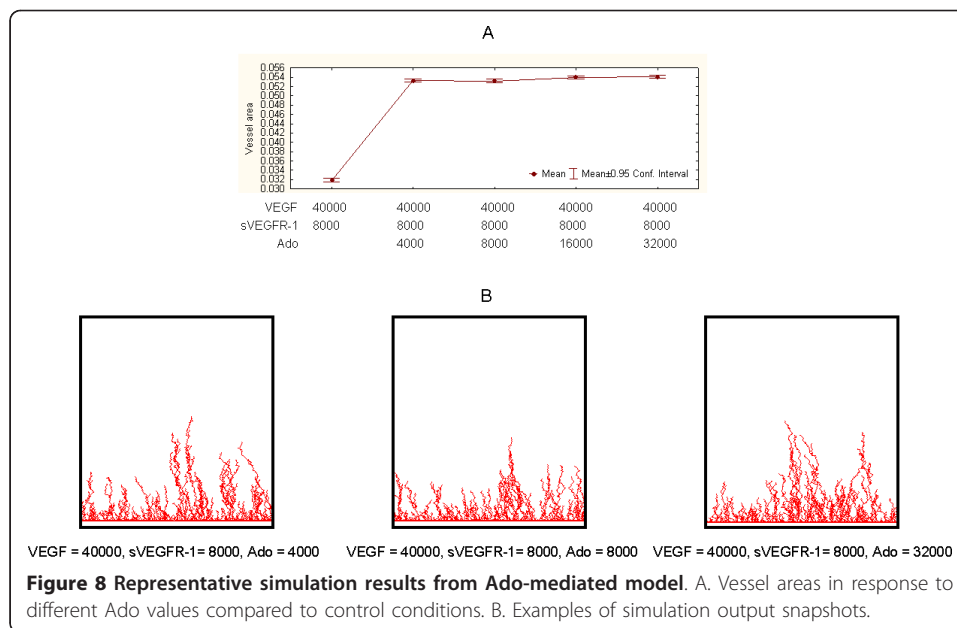 A
Vessel area
0.056
0.054
0.052
0.050
0.048
0.046
0.044
0.042
0.040
0.038
0.036
0.034
0.032
0.030
Mean Mean±0.95 Conf. Interval
VEGF 40000 40000 40000 40000 40000
sVEGFR-1 8000 8000 8000 8000 8000
Ado 4000 8000 16000 32000
B
VEGF = 40000, sVEGFR-1= 8000, Ado = 4000
VEGF = 40000, sVEGFR-1= 8000, Ado = 8000
VEGF = 40000, sVEGFR-1= 8000, Ado = 32000
Figure 8 Representative simulation results from Ado-mediated model. A. Vessel areas in response to
different Ado values compared to control conditions. B. Examples of simulation output snapshots.